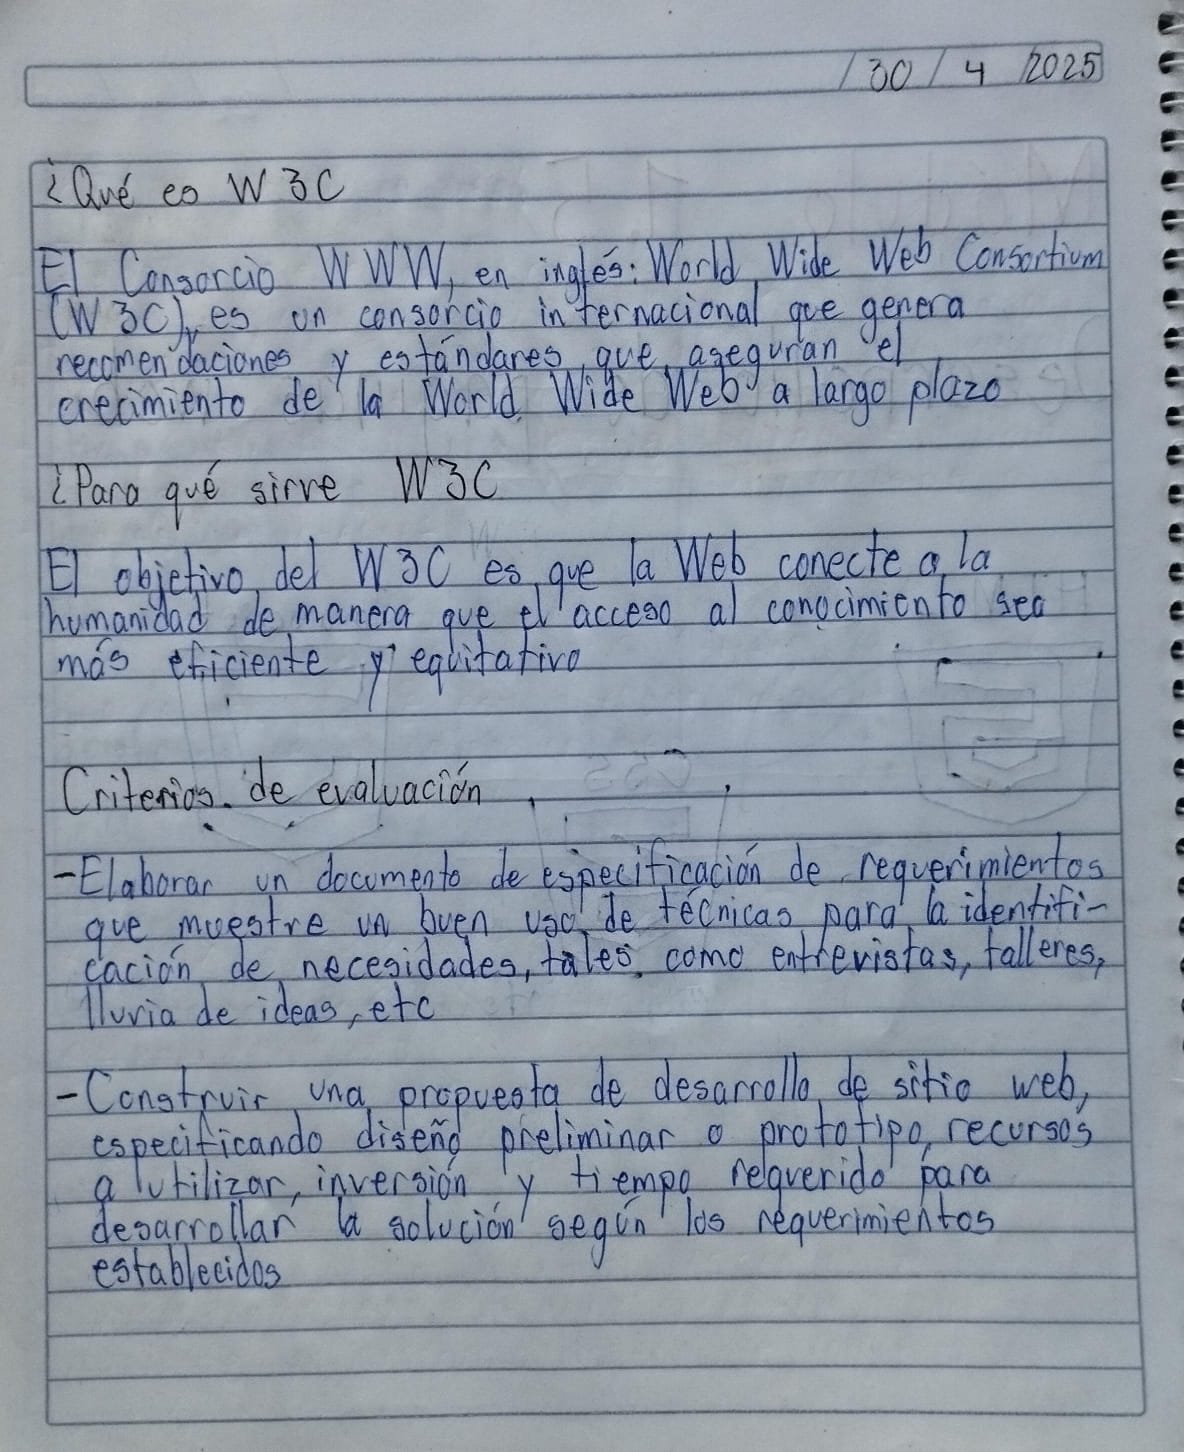 /30/ 4 /2025
¿Qué es W3C
El Consorcio WWW, en inglés: World Wide Web Consortium
(W3C), es un consorcio internacional que genera
recomendaciones y estándares que aseguran el
crecimiento de la World Wide Web a largo plazo
¿Para qué sirve W3C
El objetivo del W3C es que la Web conecte a la
humanidad de manera que el acceso al conocimiento sea
más eficiente y equitativo
Criterios de evaluación
-Elaborar un documento de especificación de requerimientos
que muestre un buen uso de técnicas para la identifi-
cación de necesidades, tales como entrevistas, talleres,
lluvia de ideas, etc
-Construir una propuesta de desarrollo de sitio web,
especificando diseño preliminar o prototipo, recursos
a utilizar, inversión y tiempo requerido para
desarrollar la solución según los requerimientos
establecidos